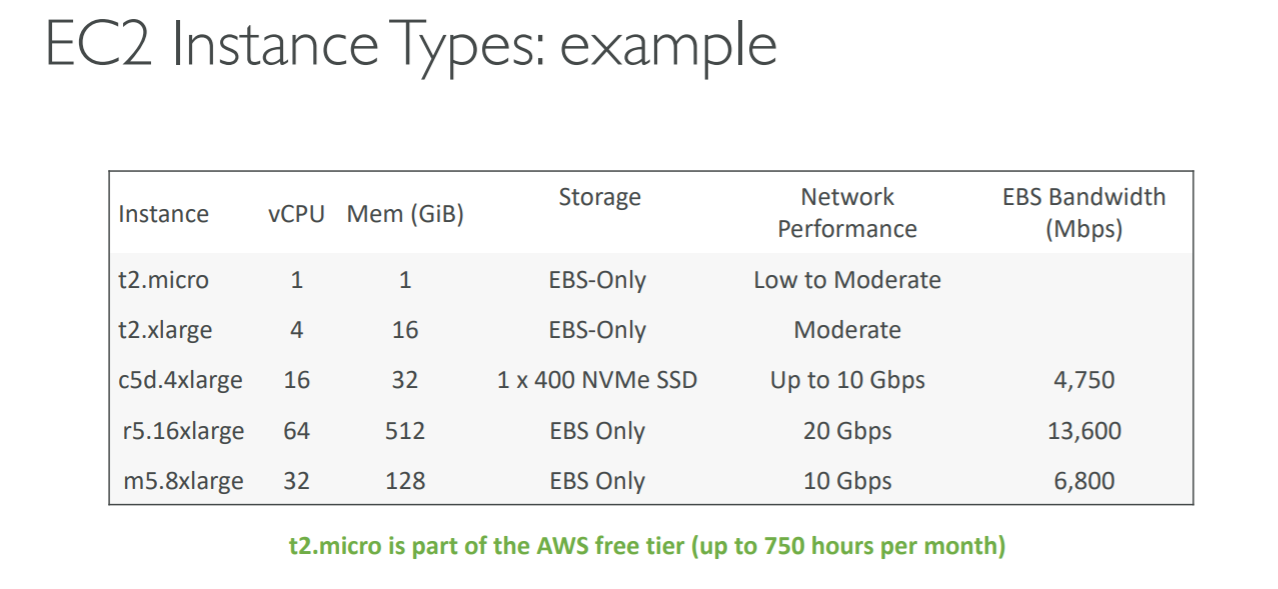 EC2 Instance Types: example
Instance vCPU Mem (GiB) Storage Network Performance EBS Bandwidth (Mbps)
t2.micro 1 1 EBS-Only Low to Moderate
t2.xlarge 4 16 EBS-Only Moderate
c5d.4xlarge 16 32 1 x 400 NVMe SSD Up to 10 Gbps 4,750
r5.16xlarge 64 512 EBS Only 20 Gbps 13,600
m5.8xlarge 32 128 EBS Only 10 Gbps 6,800
t2.micro is part of the AWS free tier (up to 750 hours per month)